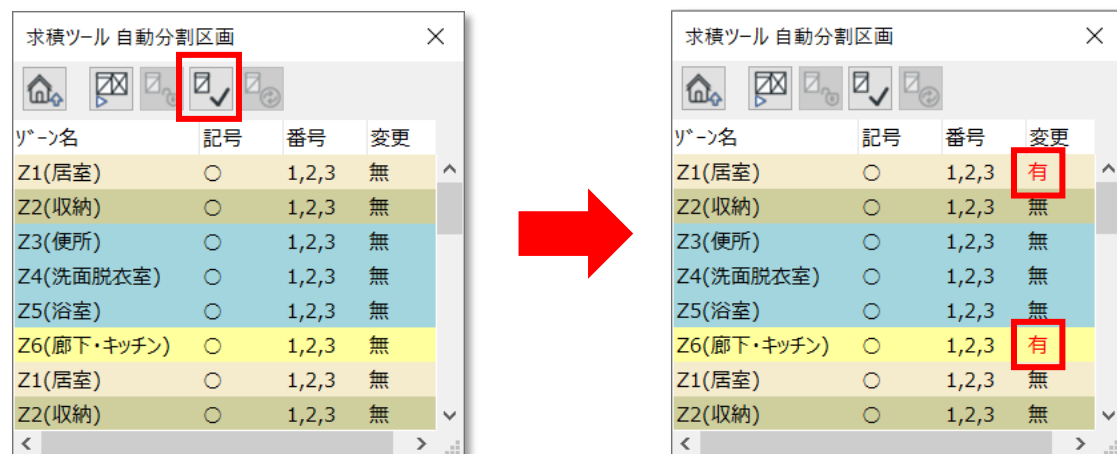 求積ツール 自動分割区画
ｿﾞｰﾝ名 記号 番号 変更
Z1(居室) ○ 1,2,3 無
Z2(収納) ○ 1,2,3 無
Z3(便所) ○ 1,2,3 無
Z4(洗面脱衣室) ○ 1,2,3 無
Z5(浴室) ○ 1,2,3 無
Z6(廊下・キッチン) ○ 1,2,3 無
Z1(居室) ○ 1,2,3 無
Z2(収納) ○ 1,2,3 無
求積ツール 自動分割区画
ｿﾞｰﾝ名 記号 番号 変更
Z1(居室) ○ 1,2,3 有
Z2(収納) ○ 1,2,3 無
Z3(便所) ○ 1,2,3 無
Z4(洗面脱衣室) ○ 1,2,3 無
Z5(浴室) ○ 1,2,3 無
Z6(廊下・キッチン) ○ 1,2,3 有
Z1(居室) ○ 1,2,3 無
Z2(収納) ○ 1,2,3 無